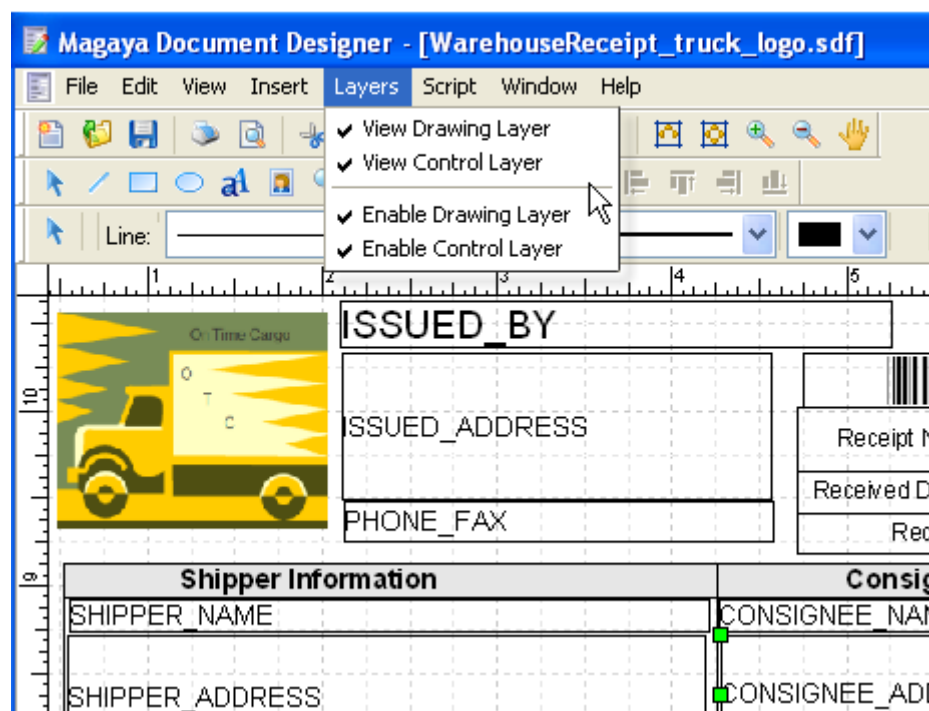 Magaya Document Designer - [WarehouseReceipt_truck_logo.sdf]
File Edit View Insert Layers Script Window Help
View Drawing Layer
View Control Layer
Enable Drawing Layer
Enable Control Layer
Line:
1 2 3 4 5
10
9
On Time Cargo
O
T
C
ISSUED_BY
ISSUED_ADDRESS
PHONE_FAX
Receipt N
Received D
Rec
Shipper Information Consig
SHIPPER_NAME CONSIGNEE_NAM
SHIPPER_ADDRESS CONSIGNEE_ADD